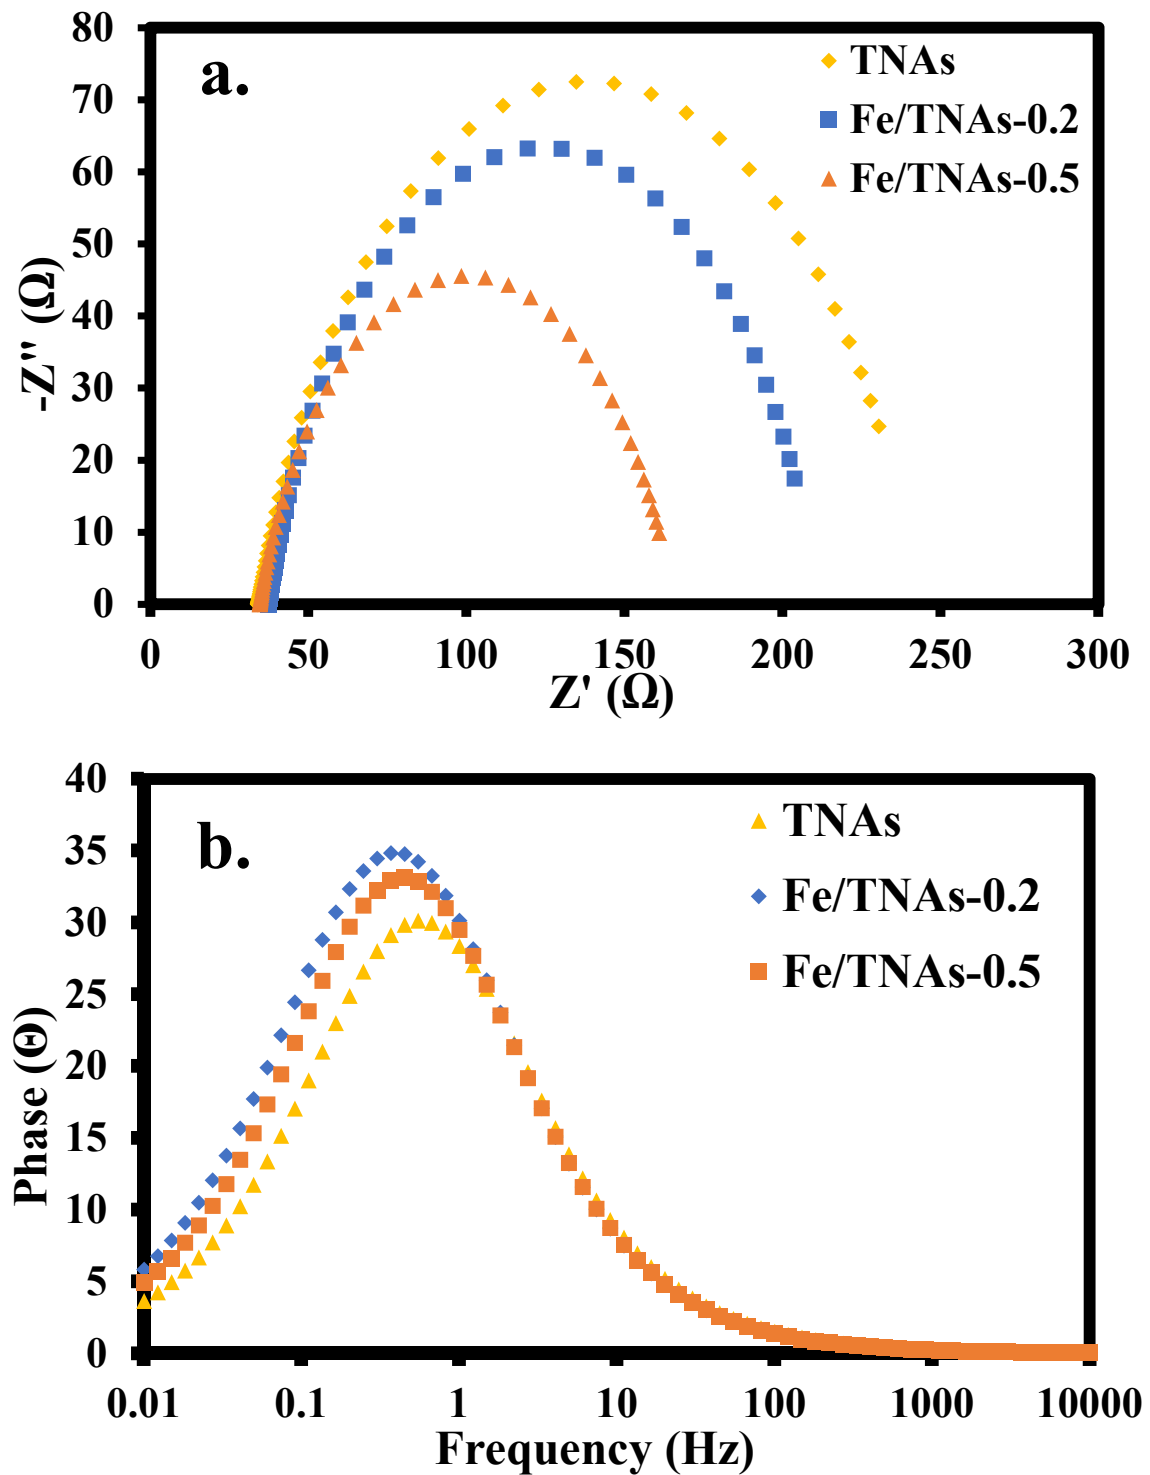 a.
80
70
60
50
40
30
20
10
0
-Z'' (Ω)
TNAs
Fe/TNAs-0.2
Fe/TNAs-0.5
0 50 100 150 200 250 300
Z' (Ω)
b.
40
35
30
25
20
15
10
5
0
Phase (Θ)
TNAs
Fe/TNAs-0.2
Fe/TNAs-0.5
0.01 0.1 1 10 100 1000 10000
Frequency (Hz)